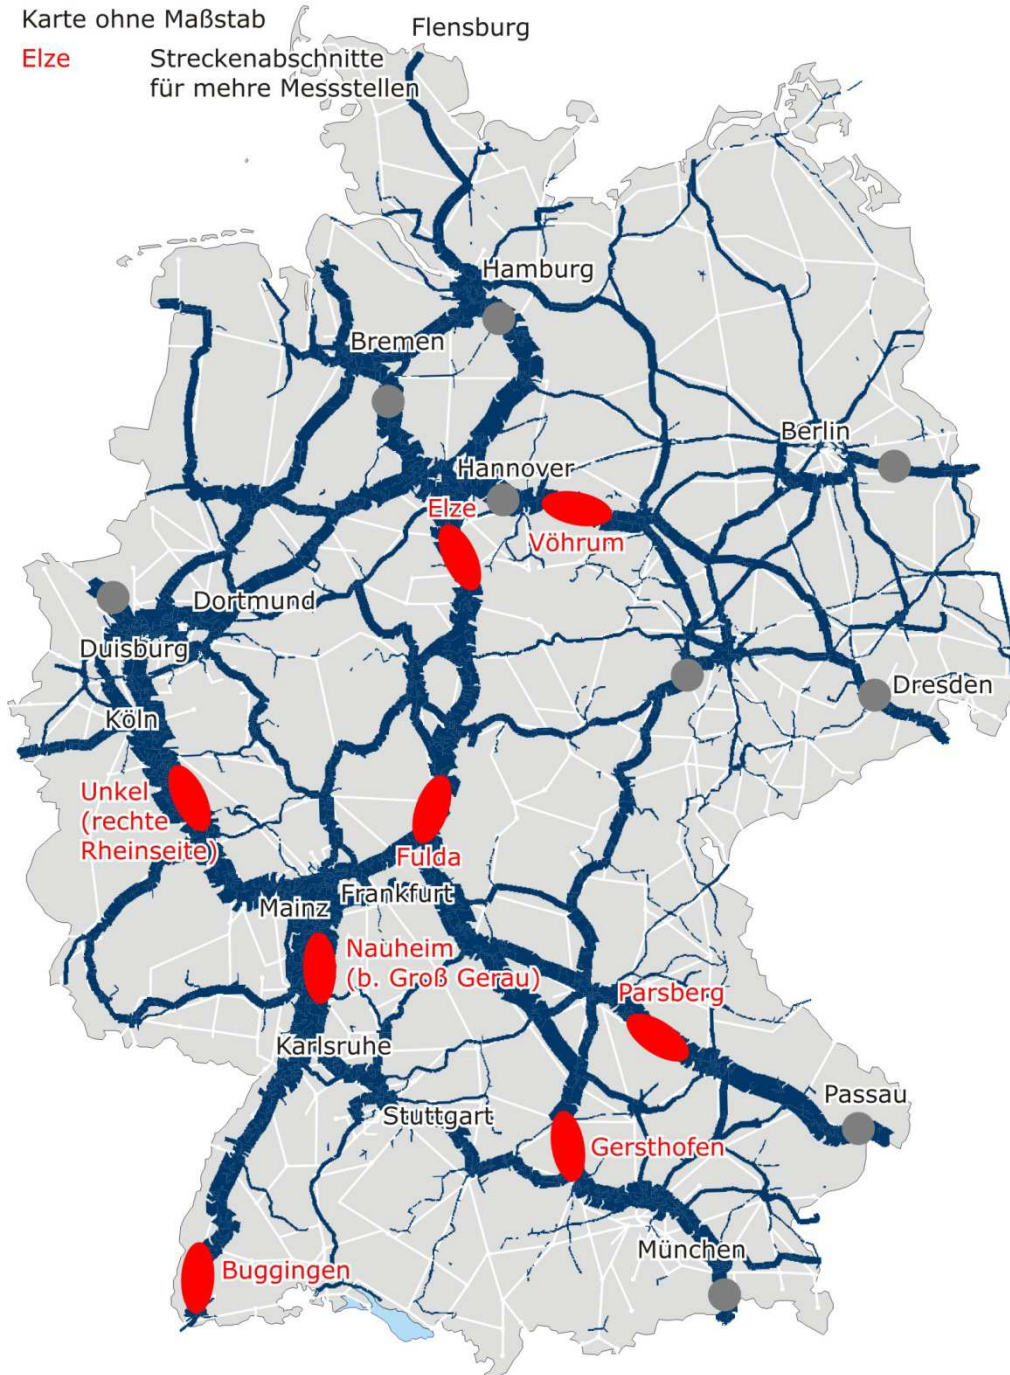 Karte ohne Maßstab
Flensburg
Elze
Streckenabschnitte
für mehre Messstellen
Hamburg
Bremen
Berlin
Hannover
Elze
Vöhrum
Dortmund
Duisburg
Dresden
Köln
Unkel
(rechte
Rheinseite)
Fulda
Frankfurt
Mainz
Nauheim
(b. Groß Gerau)
Parsberg
Karlsruhe
Passau
Stuttgart
Gersthofen
München
Buggingen